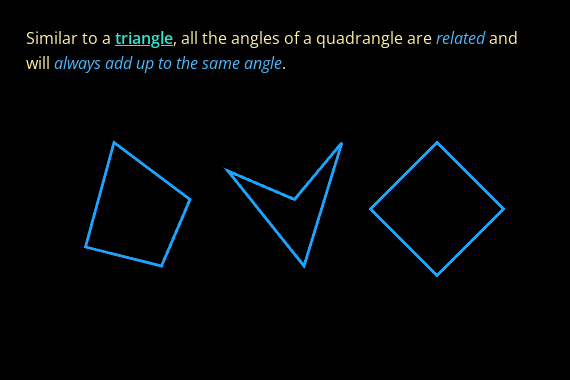 Similar to a triangle, all the angles of a quadrangle are related and
will always add up to the same angle.